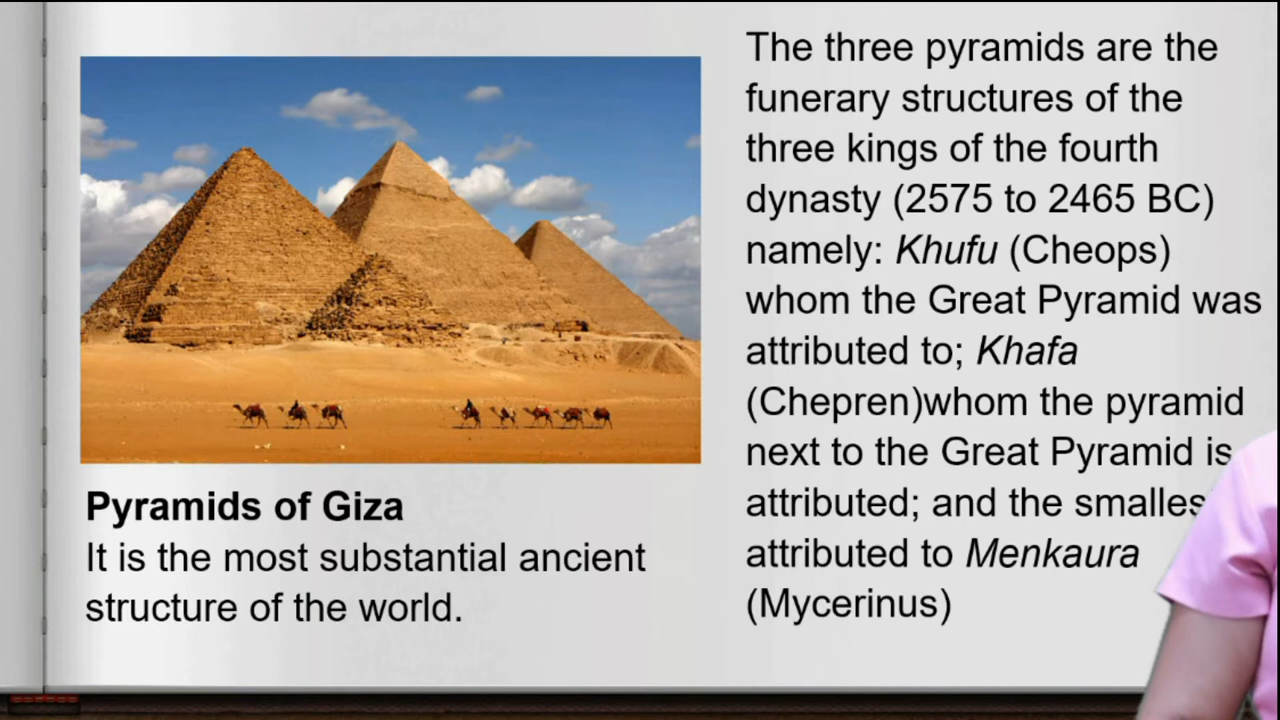 Pyramids of Giza
It is the most substantial ancient
structure of the world.
The three pyramids are the
funerary structures of the
three kings of the fourth
dynasty (2575 to 2465 BC)
namely: Khufu (Cheops)
whom the Great Pyramid was
attributed to; Khafa
(Chepren)whom the pyramid
next to the Great Pyramid is
attributed; and the smalles
attributed to Menkaura
(Mycerinus)